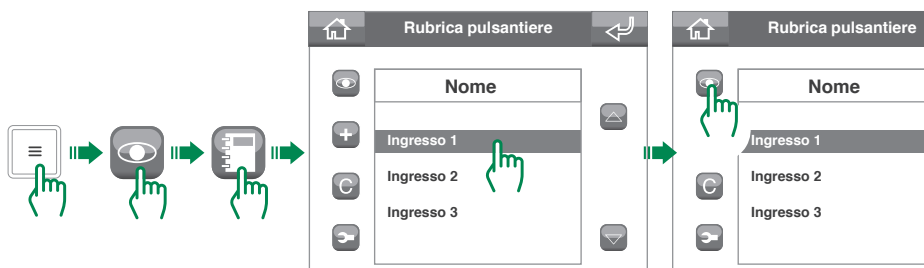 Rubrica pulsantiere
Nome
Ingresso 1
Ingresso 2
Ingresso 3
C
Rubrica pulsantiere
Nome
Ingresso 1
Ingresso 2
Ingresso 3
C